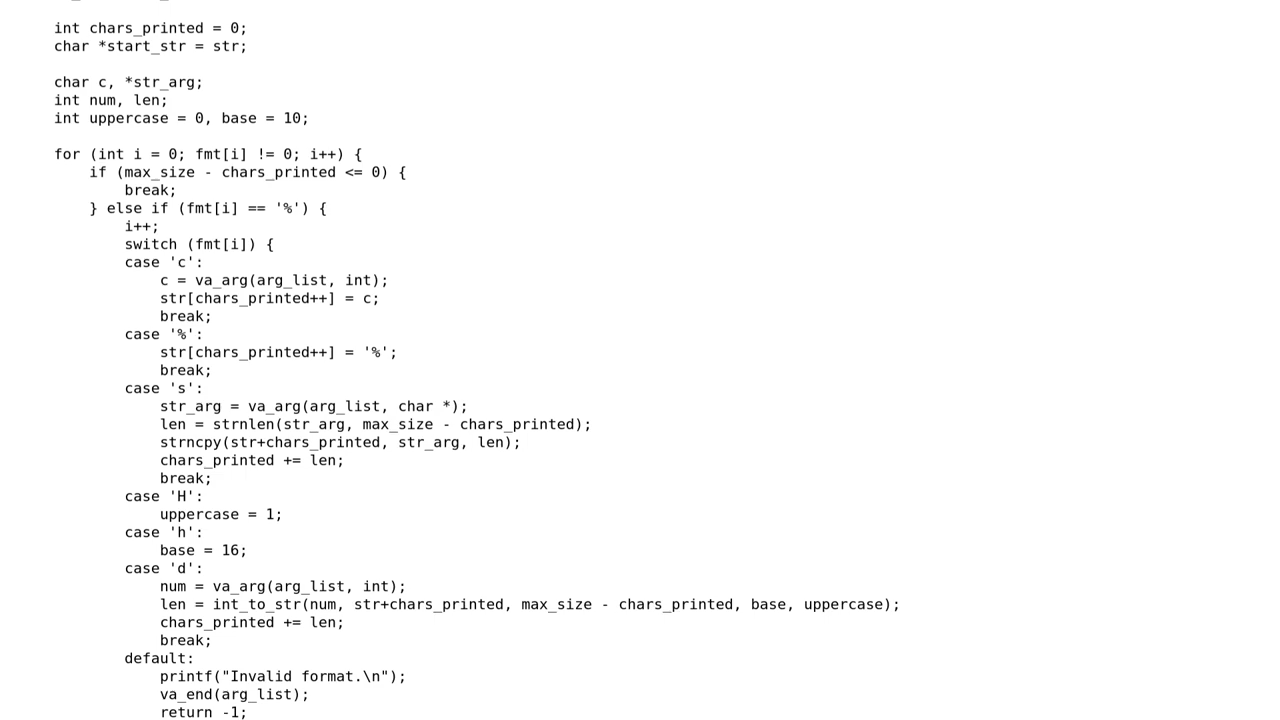 int chars_printed = 0;
char *start_str = str;
char c, *str_arg;
int num, len;
int uppercase = 0, base = 10;
for (int i = 0; fmt[i] != 0; i++) {
if (max_size - chars_printed <= 0) {
break;
} else if (fmt[i] == '%') {
i++;
switch (fmt[i]) {
case 'c':
c = va_arg(arg_list, int);
str[chars_printed++] = c;
break;
case '%':
str[chars_printed++] = '%';
break;
case 's':
str_arg = va_arg(arg_list, char *);
len = strnlen(str_arg, max_size - chars_printed);
strncpy(str+chars_printed, str_arg, len);
chars_printed += len;
break;
case 'H':
uppercase = 1;
case 'h':
base = 16;
case 'd':
num = va_arg(arg_list, int);
len = int_to_str(num, str+chars_printed, max_size - chars_printed, base, uppercase);
chars_printed += len;
break;
default:
printf("Invalid format.\n");
va_end(arg_list);
return -1;